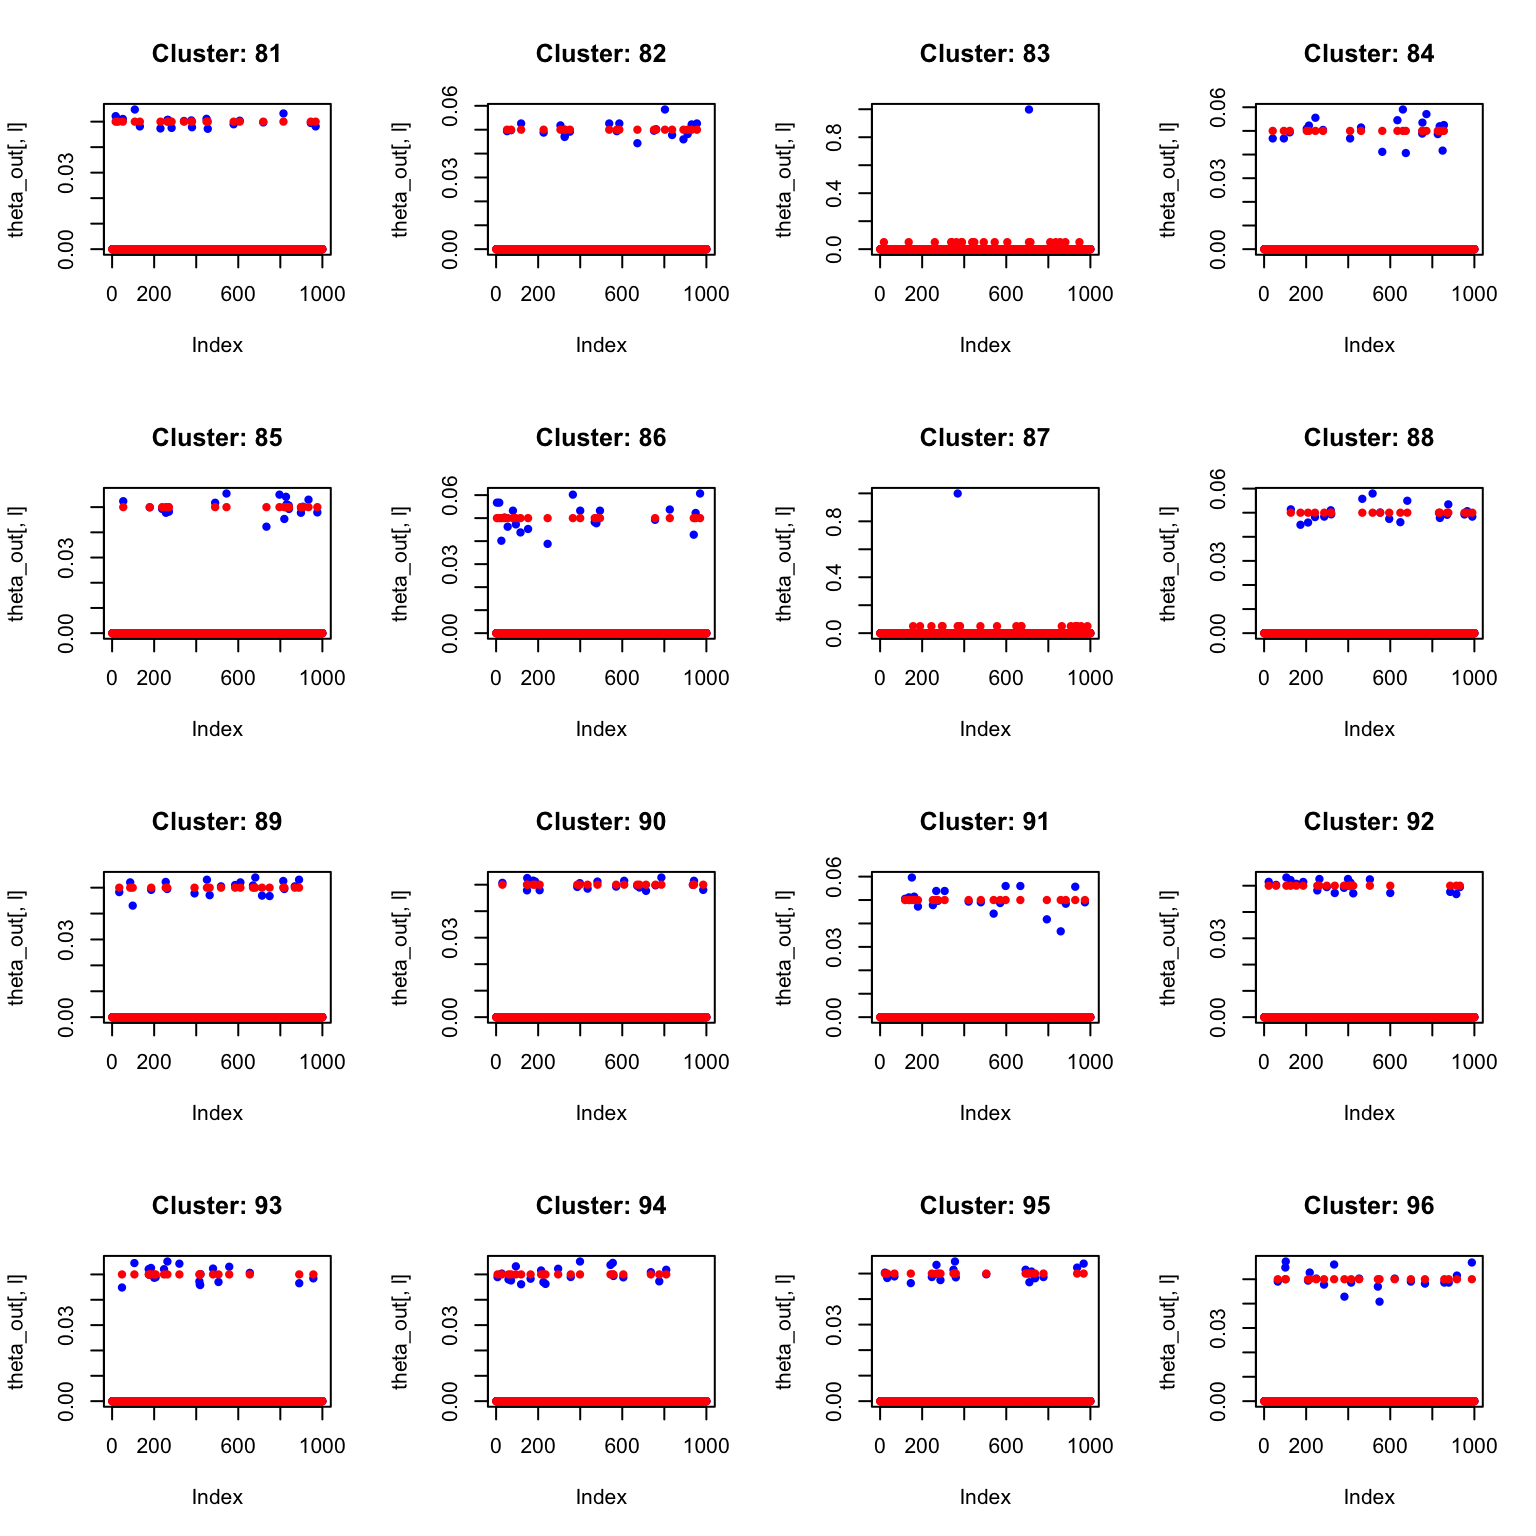 Cluster: 81
theta_out[, l]
0.00 0.03
0 200 600 1000
Index
Cluster: 82
theta_out[, l]
0.00 0.03 0.06
0 200 600 1000
Index
Cluster: 83
theta_out[, l]
0.0 0.4 0.8
0 200 600 1000
Index
Cluster: 84
theta_out[, l]
0.00 0.03 0.06
0 200 600 1000
Index
Cluster: 85
theta_out[, l]
0.00 0.03
0 200 600 1000
Index
Cluster: 86
theta_out[, l]
0.00 0.03 0.06
0 200 600 1000
Index
Cluster: 87
theta_out[, l]
0.0 0.4 0.8
0 200 600 1000
Index
Cluster: 88
theta_out[, l]
0.00 0.03 0.06
0 200 600 1000
Index
Cluster: 89
theta_out[, l]
0.00 0.03
0 200 600 1000
Index
Cluster: 90
theta_out[, l]
0.00 0.03
0 200 600 1000
Index
Cluster: 91
theta_out[, l]
0.00 0.03 0.06
0 200 600 1000
Index
Cluster: 92
theta_out[, l]
0.00 0.03
0 200 600 1000
Index
Cluster: 93
theta_out[, l]
0.00 0.03
0 200 600 1000
Index
Cluster: 94
theta_out[, l]
0.00 0.03
0 200 600 1000
Index
Cluster: 95
theta_out[, l]
0.00 0.03
0 200 600 1000
Index
Cluster: 96
theta_out[, l]
0.00 0.03
0 200 600 1000
Index